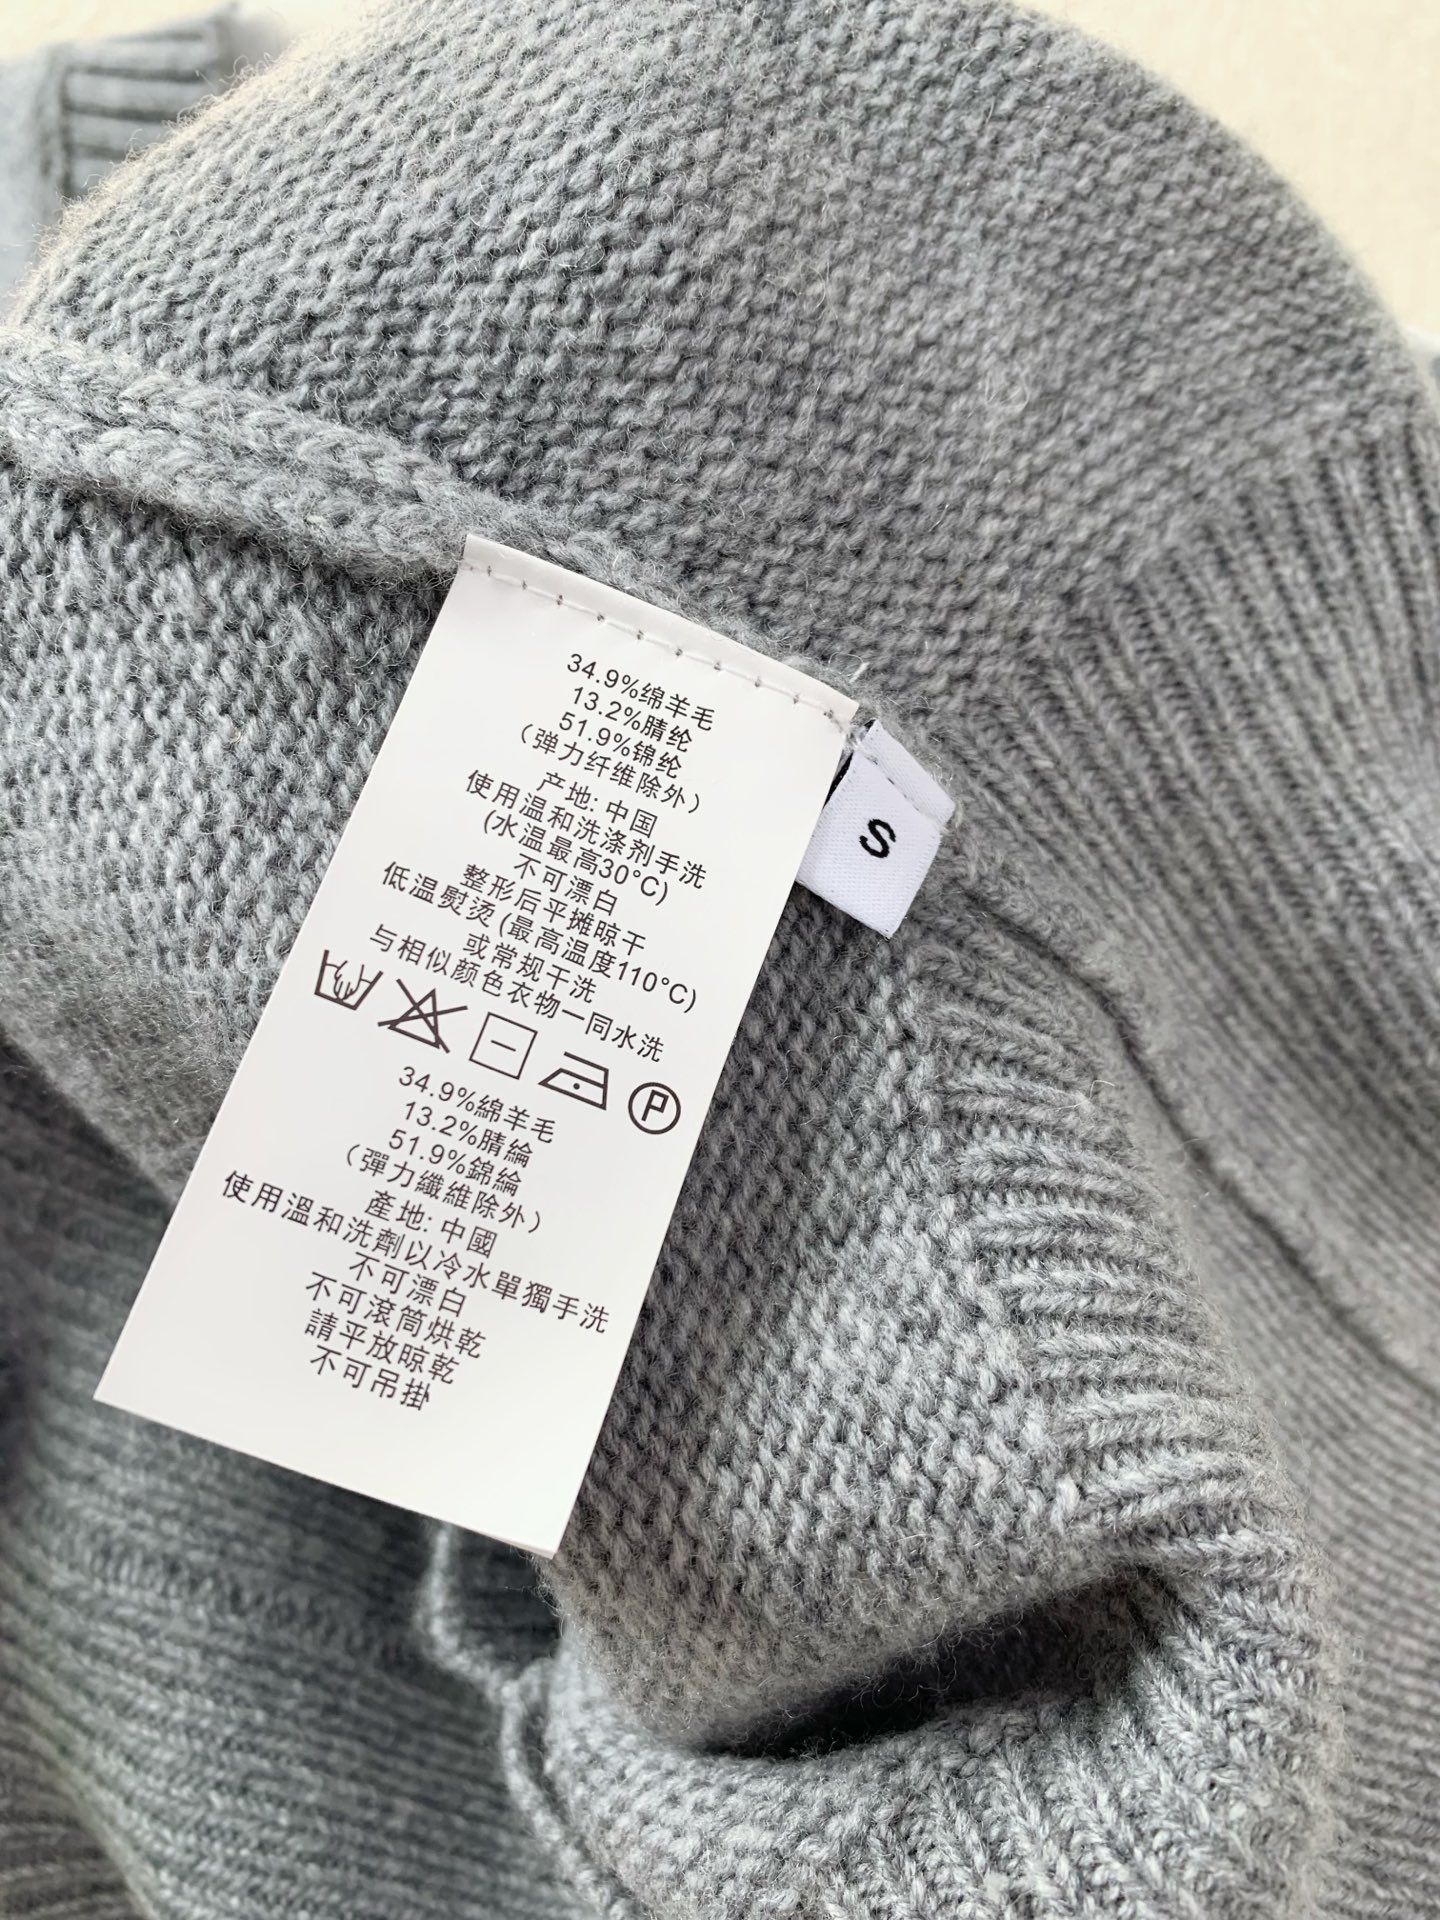 34.9%绵羊毛
13.2%腈纶
51.9%锦纶
（弹力纤维除外）
产地: 中国
使用温和洗涤剂手洗
(水温最高30°C)
不可漂白
整形后平摊晾干
低温熨烫(最高温度110°C)
或常规干洗
与相似颜色衣物一同水洗
P
34.9%綿羊毛
13.2%腈綸
51.9%錦綸
（彈力纖維除外）
產地: 中國
使用溫和洗劑以冷水單獨手洗
不可漂白
不可滾筒烘乾
請平放晾乾
不可吊掛
S